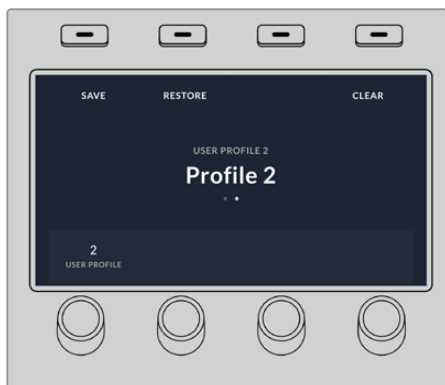 SAVE RESTORE CLEAR
USER PROFILE 2
Profile 2
2
USER PROFILE